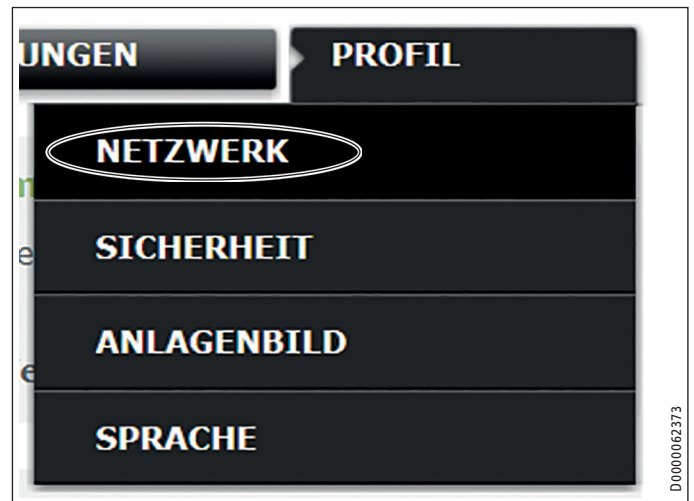 UNGEN
PROFIL
NETZWERK
SICHERHEIT
ANLAGENBILD
SPRACHE
D0000062373